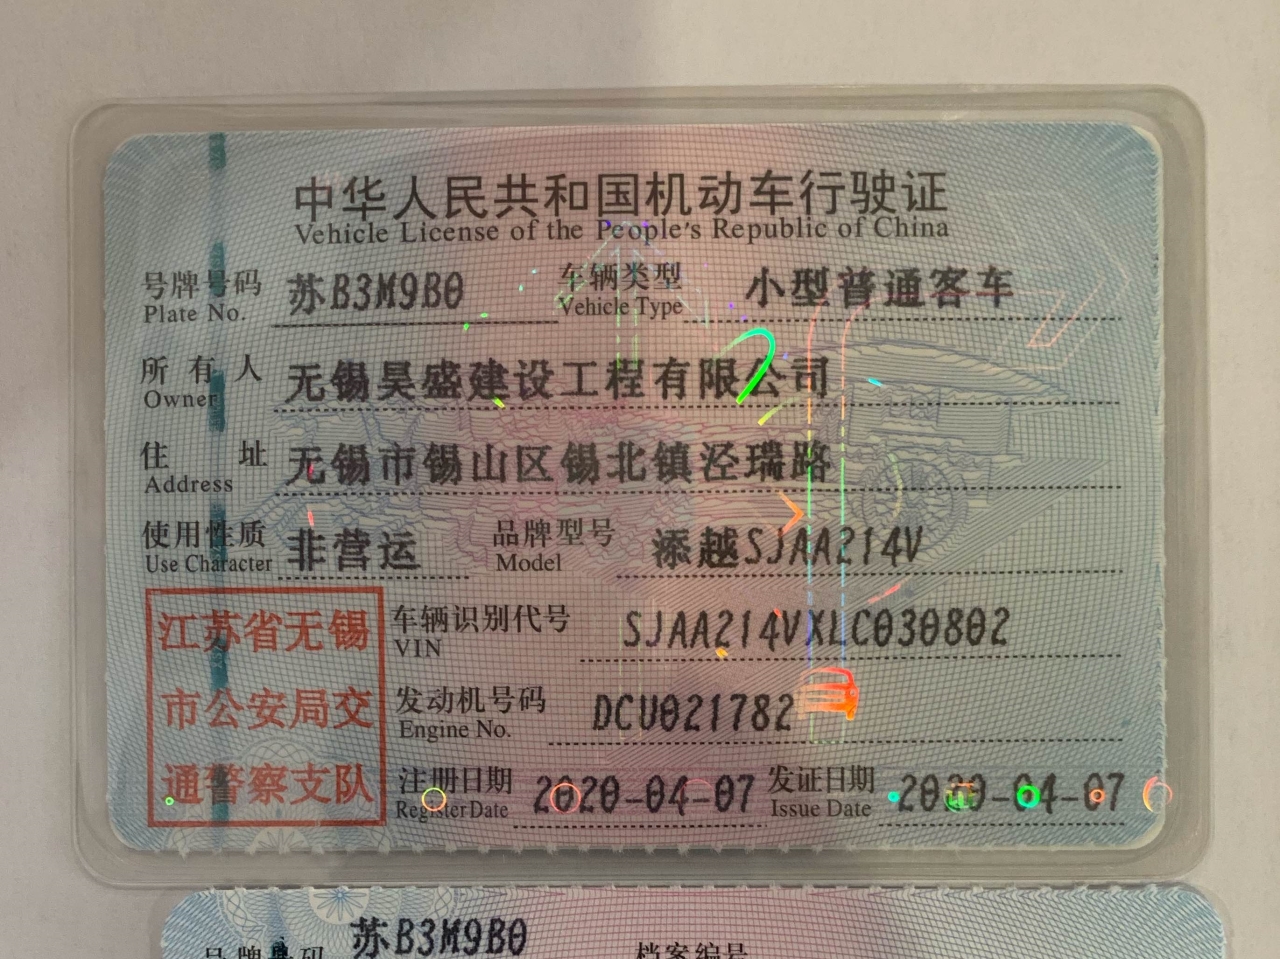 中华人民共和国机动车行驶证
Vehicle License of the People's Republic of China
号牌号码 苏B3M9B0 车辆类型 小型普通客车
Plate No. Vehicle Type
所有人 无锡昊盛建设工程有限公司
Owner
住址 无锡市锡山区锡北镇泾瑞路
Address
使用性质 非营运 品牌型号 添越SJAA214V
Use Character Model
江苏省无锡
市公安局交
通警察支队
车辆识别代号 SJAA214VXLC030802
VIN
发动机号码 DCU021782
Engine No.
注册日期 2020-04-07 发证日期 2020-04-07
Register Date Issue Date
号牌号码 苏B3M9B0 档案编号